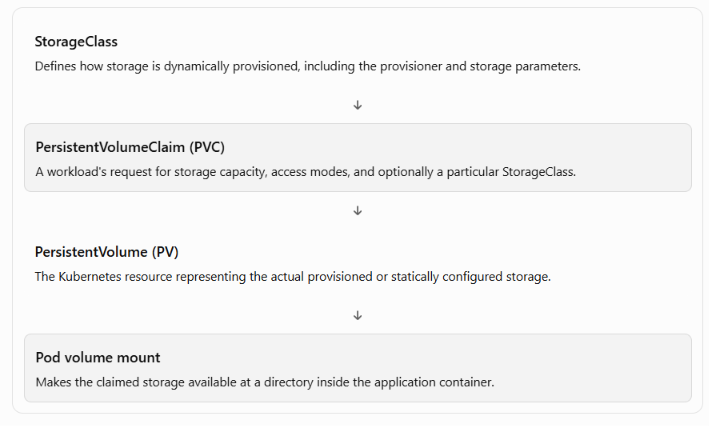 StorageClass
Defines how storage is dynamically provisioned, including the provisioner and storage parameters.
↓
PersistentVolumeClaim (PVC)
A workload's request for storage capacity, access modes, and optionally a particular StorageClass.
↓
PersistentVolume (PV)
The Kubernetes resource representing the actual provisioned or statically configured storage.
↓
Pod volume mount
Makes the claimed storage available at a directory inside the application container.